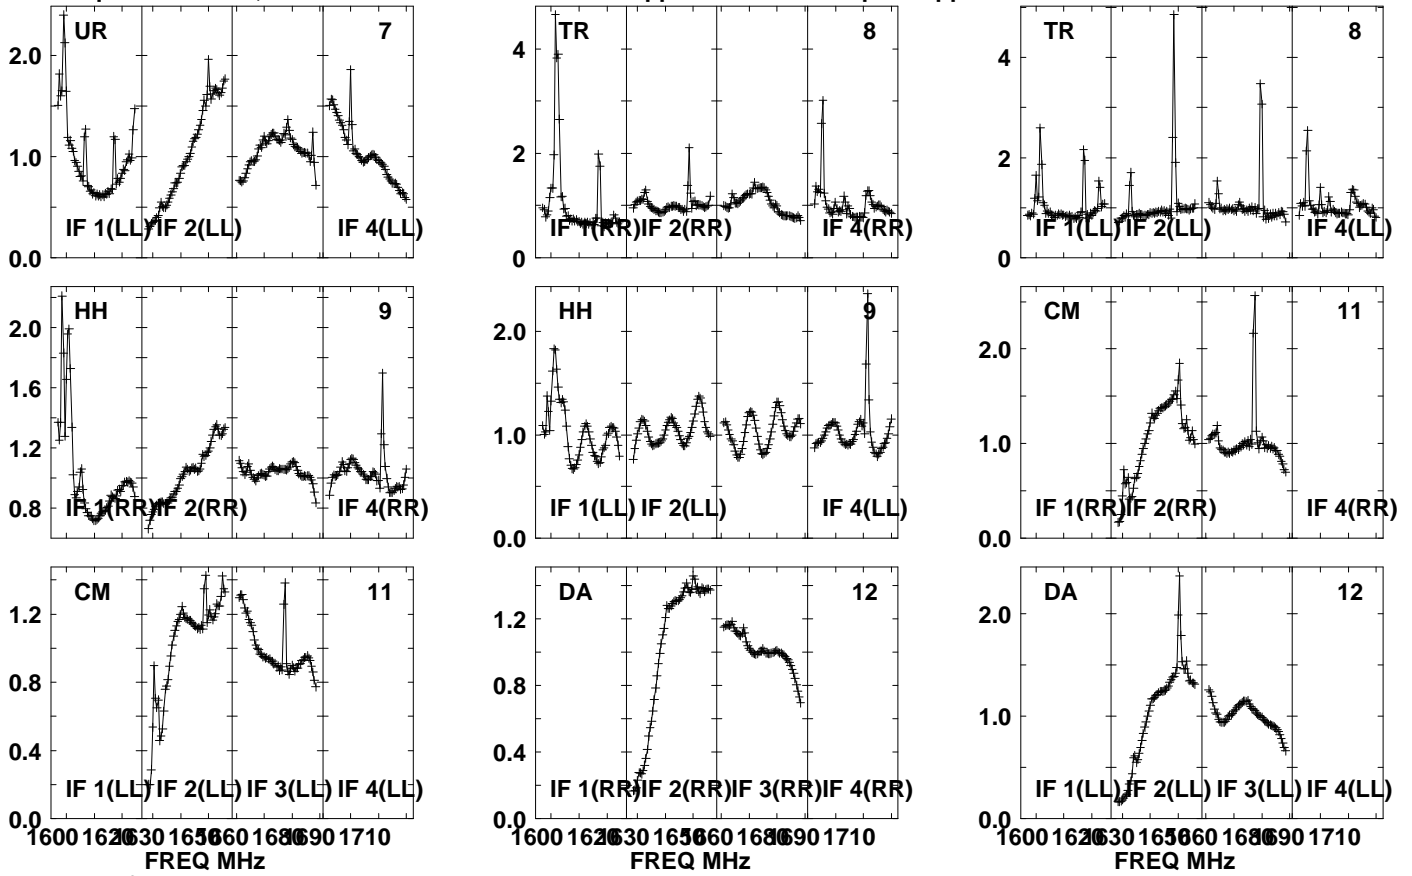 UR 7
2.0
1.0
0.0
IF 1(LL) IF 2(LL) IF 4(LL)
TR 8
4
2
0
IF 1(RR) IF 2(RR) IF 4(RR)
TR 8
4
2
0
IF 1(LL) IF 2(LL) IF 4(LL)
HH 9
2.0
1.6
1.2
0.8
IF 1(RR) IF 2(RR) IF 4(RR)
HH 9
2.0
1.0
0.0
IF 1(LL) IF 2(LL) IF 4(LL)
CM 11
2.0
1.0
0.0
IF 1(RR) IF 2(RR) IF 4(RR)
CM 11
1.2
0.8
0.4
0.0
IF 1(LL) IF 2(LL) IF 3(LL) IF 4(LL)
1600 1620 1630 1650 1660 1680 1690 1710
FREQ MHz
DA 12
1.2
0.8
0.4
0.0
IF 1(RR) IF 2(RR) IF 3(RR) IF 4(RR)
1600 1620 1630 1650 1660 1680 1690 1710
FREQ MHz
DA 12
2.0
1.0
0.0
IF 1(LL) IF 2(LL) IF 3(LL) IF 4(LL)
1600 1620 1630 1650 1660 1680 1690 1710
FREQ MHz